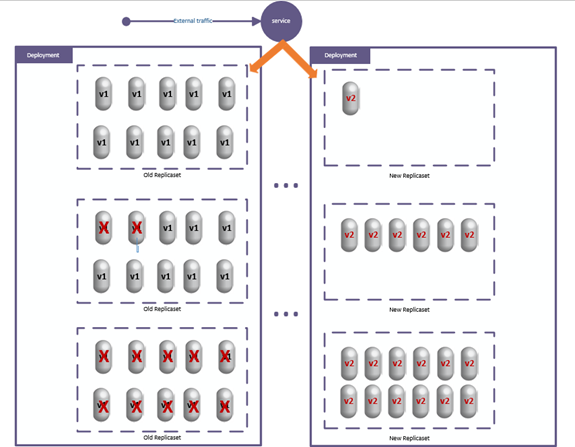 External traffic
service
Deployment
Deployment
v1 v1 v1 v1 v1
v1 v1 v1 v1 v1
Old Replicaset
v2
New Replicaset
v1 v1 v1
v1 v1 v1 v1 v1
Old Replicaset
v2 v2 v2 v2 v2 v2
New Replicaset
Old Replicaset
v2 v2 v2 v2 v2 v2
v2 v2 v2 v2 v2 v2
New Replicaset